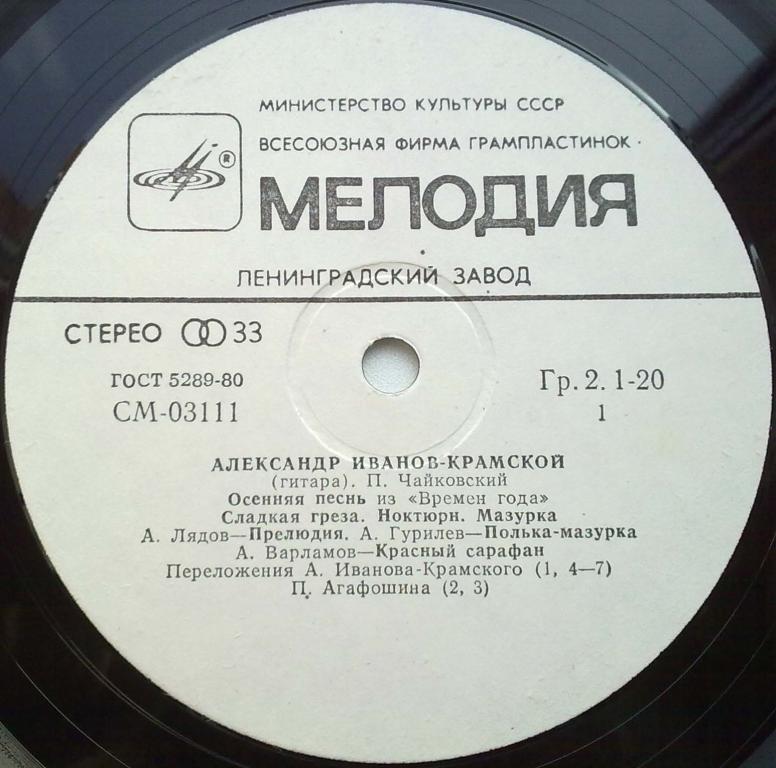 МИНИСТЕРСТВО КУЛЬТУРЫ СССР
ВСЕСОЮЗНАЯ ФИРМА ГРАМПЛАСТИНОК
®
МЕЛОДИЯ
ЛЕНИНГРАДСКИЙ ЗАВОД
СТЕРЕО 33
ГОСТ 5289-80
Гр. 2. 1-20
СМ-03111
1
АЛЕКСАНДР ИВАНОВ-КРАМСКОЙ
(гитара). П. Чайковский
Осенняя песнь из «Времен года»
Сладкая греза. Ноктюрн. Мазурка
А. Лядов—Прелюдия. А. Гурилев—Полька-мазурка
А. Варламов—Красный сарафан
Переложения А. Иванова-Крамского (1, 4—7)
П. Агафошина (2, 3)